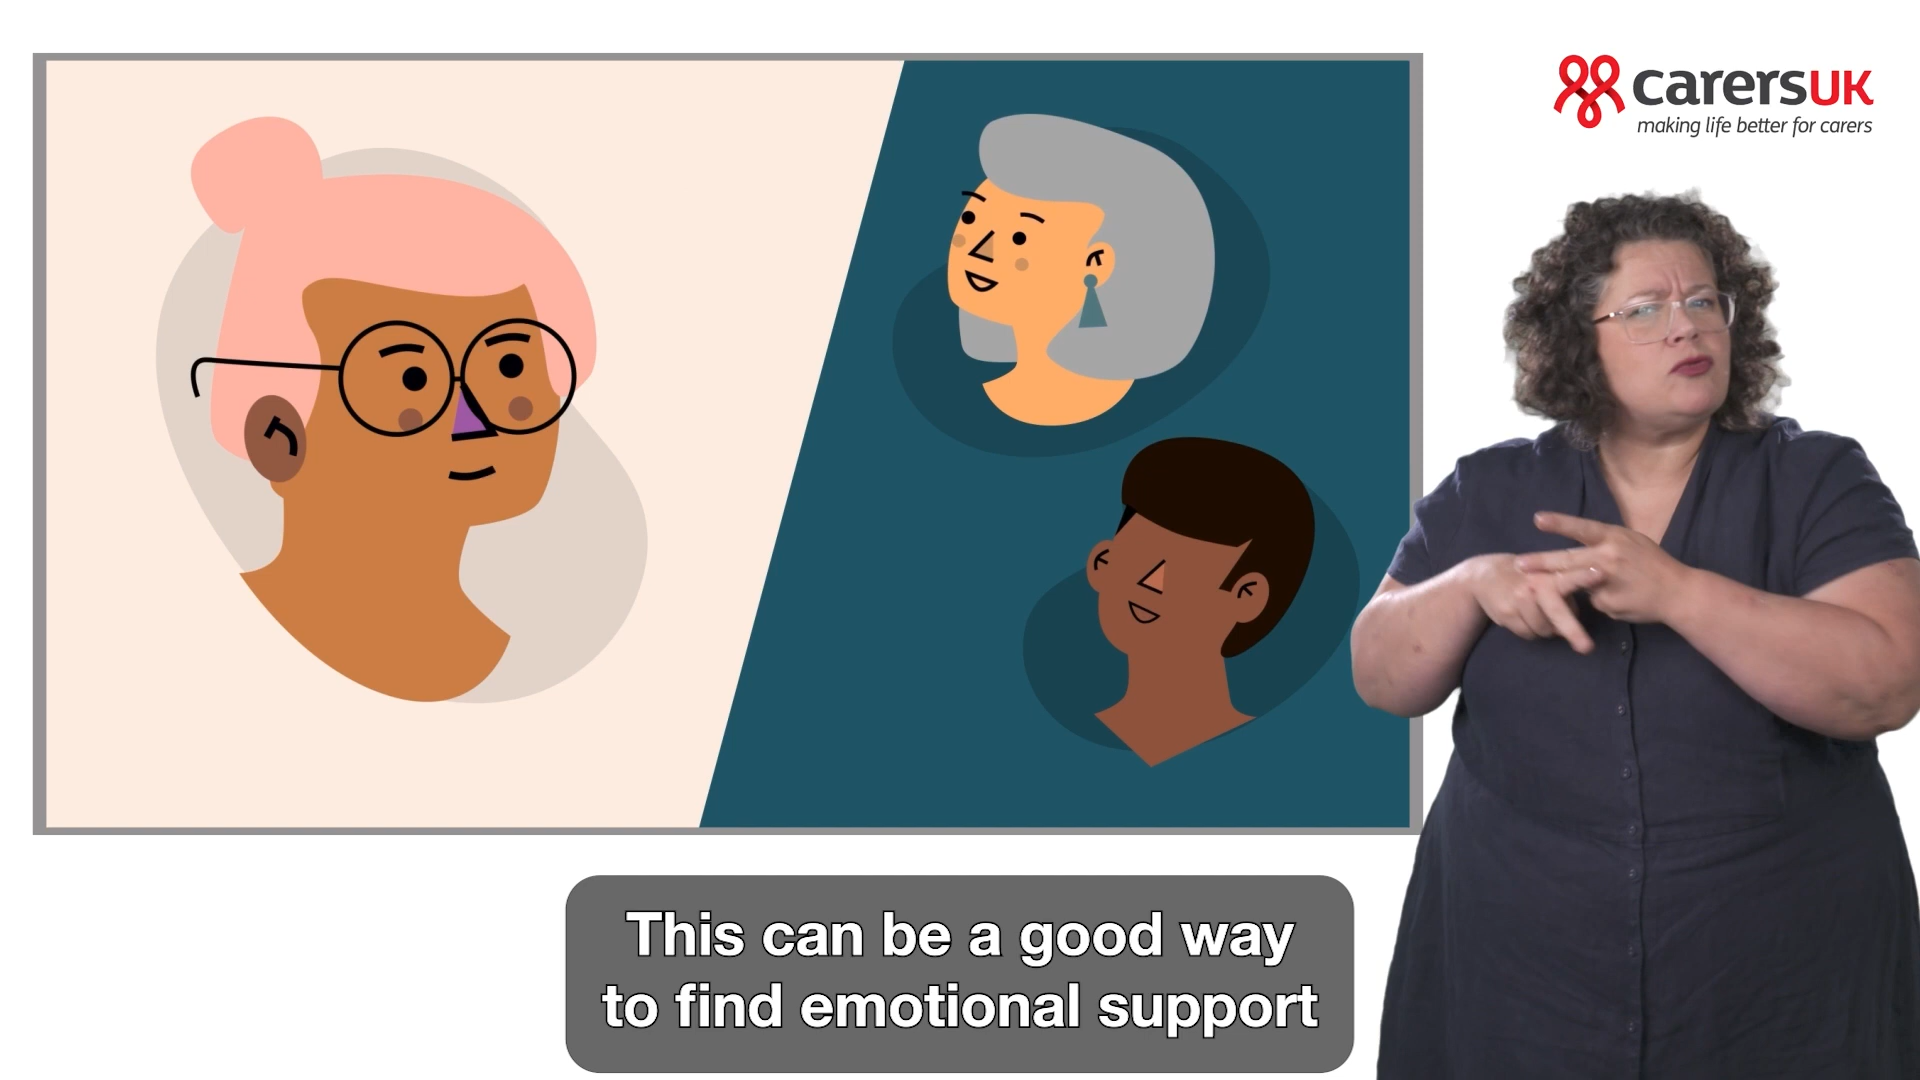 carersUK
making life better for carers
This can be a good way
to find emotional support